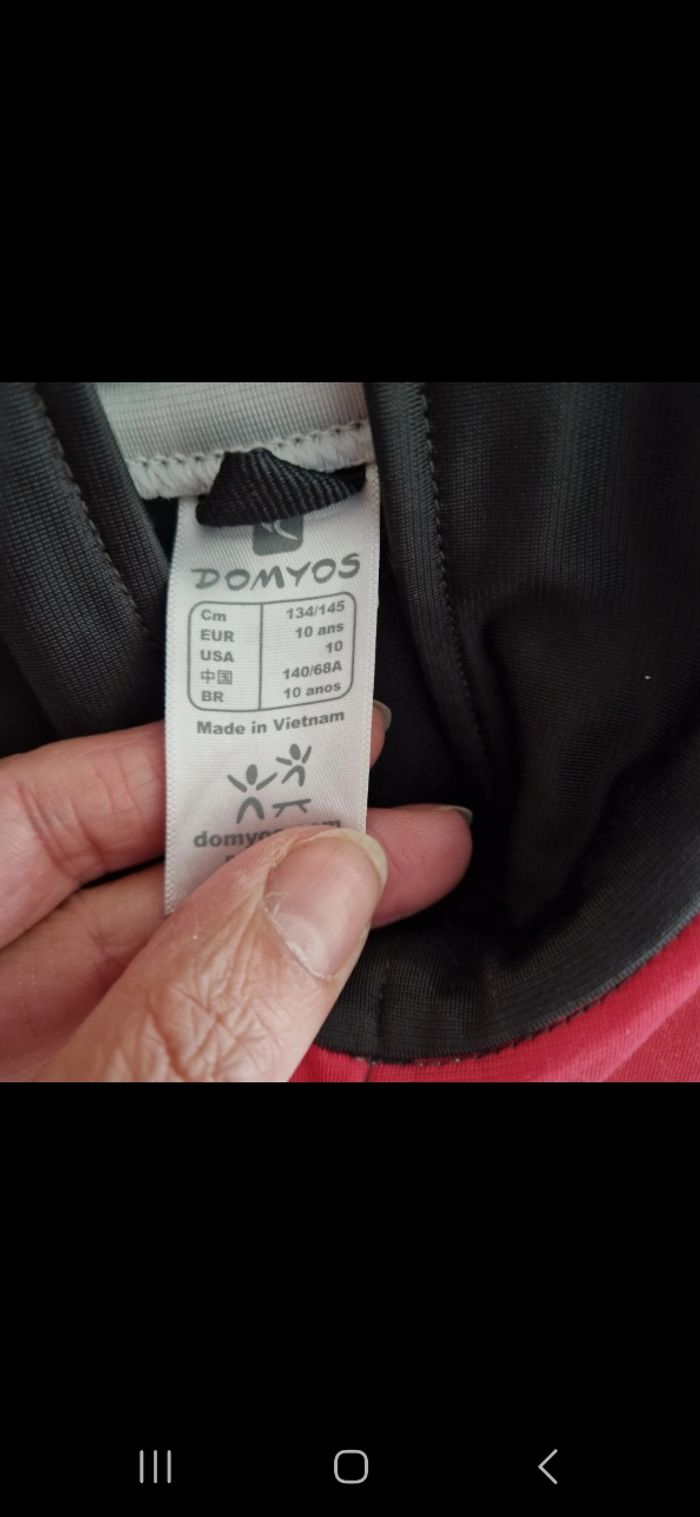 DOMYOS
Cm 134/145
EUR 10 ans
USA 10
中国 140/68A
BR 10 anos
Made in Vietnam